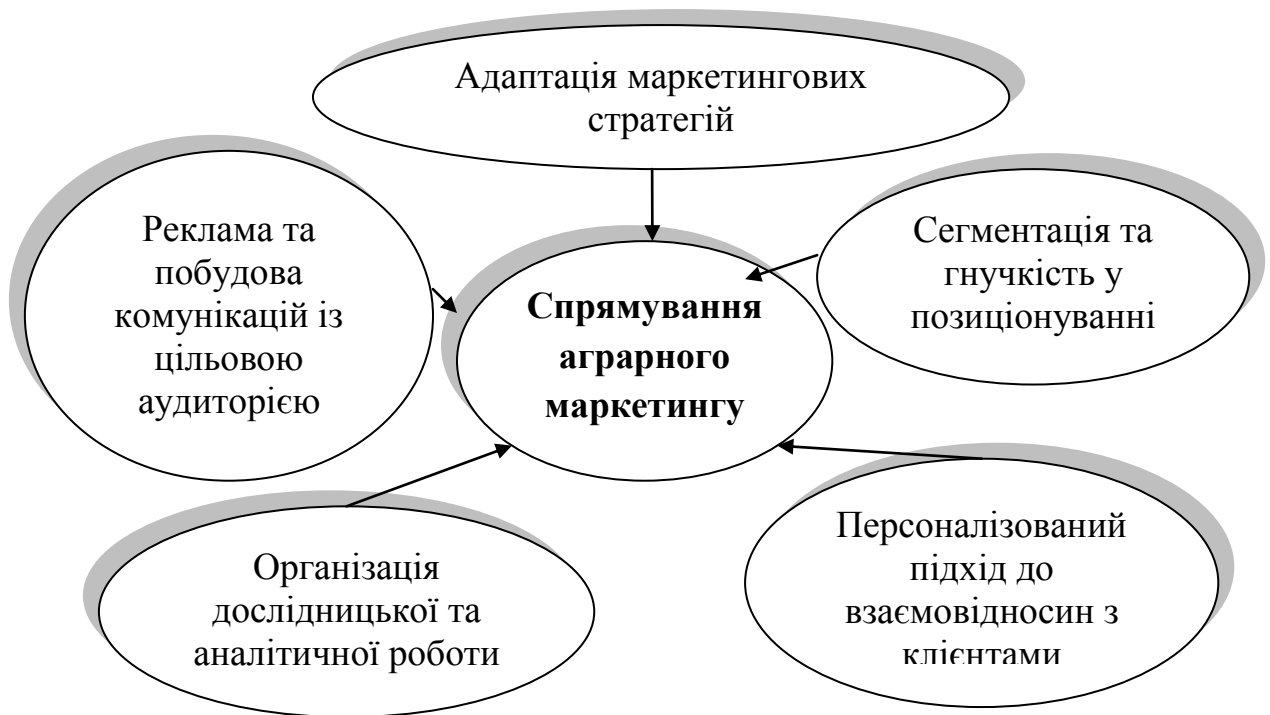 Адаптація маркетингових
стратегій
Реклама та
побудова
комунікацій із
цільовою
аудиторією
Сегментація та
гнучкість у
позиціонуванні
Спрямування
аграрного
маркетингу
Організація
дослідницької та
аналітичної роботи
Персоналізований
підхід до
взаємовідносин з
клієнтами